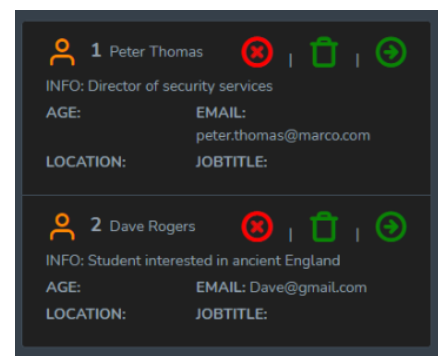 1 Peter Thomas | |
INFO: Director of security services
AGE: EMAIL:
peter.thomas@marco.com
LOCATION: JOBTITLE:
2 Dave Rogers | |
INFO: Student interested in ancient England
AGE: EMAIL: Dave@gmail.com
LOCATION: JOBTITLE: